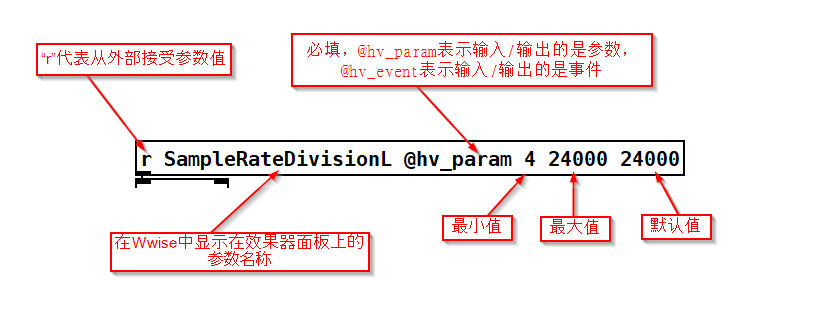 “r”代表从外部接受参数值
必填，@hv_param表示输入/输出的是参数，
@hv_event表示输入/输出的是事件
r SampleRateDivisionL @hv_param 4 24000 24000
在Wwise中显示在效果器面板上的
参数名称
最小值
最大值
默认值